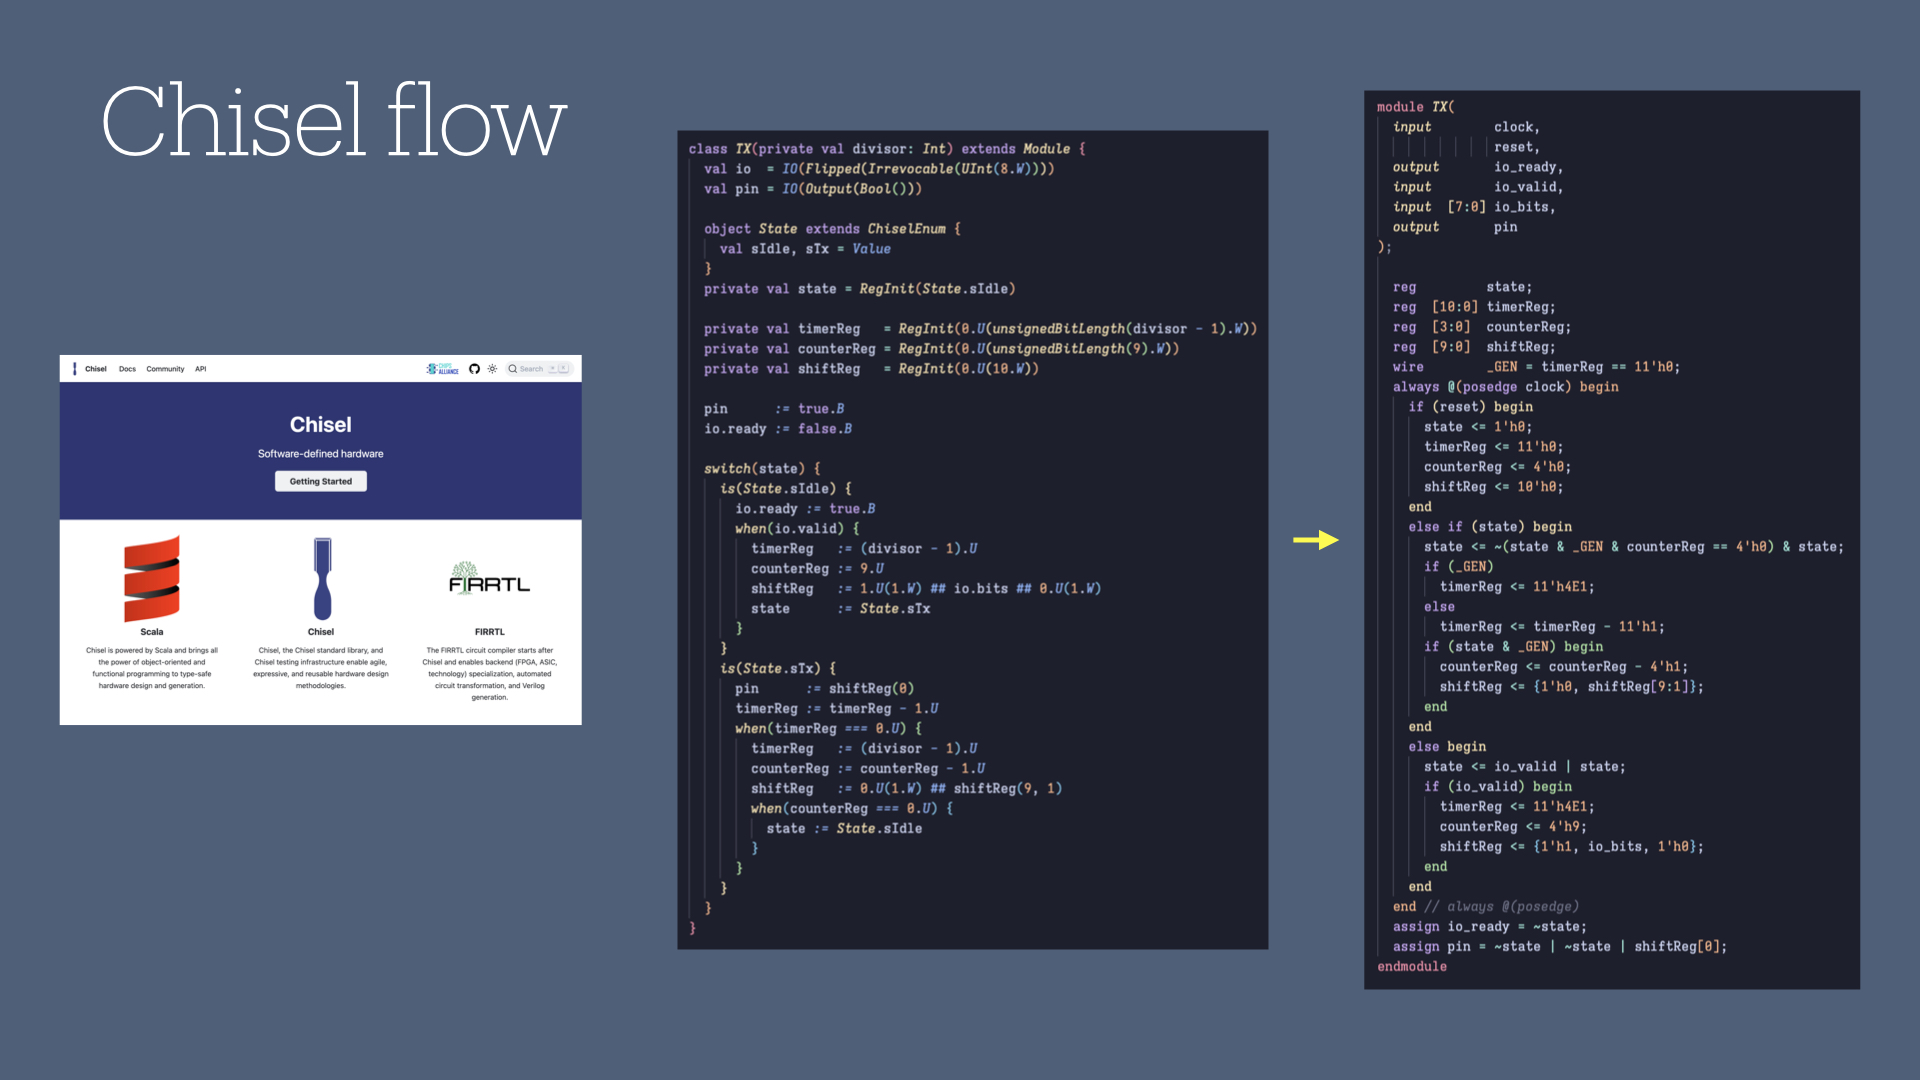 Chisel flow
Chisel Docs Community API CHIPS ALLIANCE Search
Chisel
Software-defined hardware
Getting Started
FIRRTL
Scala
Chisel is powered by Scala and brings all
the power of object-oriented and
functional programming to type-safe
hardware design and generation.
Chisel
Chisel, the Chisel standard library, and
Chisel testing infrastructure enable agile,
expressive, and reusable hardware design
methodologies.
FIRRTL
The FIRRTL circuit compiler starts after
Chisel and enables backend (FPGA, ASIC,
technology) specialization, automated
circuit transformation, and Verilog
generation.
class TX(private val divisor: Int) extends Module {
  val io  = IO(Flipped(Irrevocable(UInt(8.W))))
  val pin = IO(Output(Bool()))
  object State extends ChiselEnum {
    val sIdle, sTx = Value
  }
  private val state = RegInit(State.sIdle)
  private val timerReg   = RegInit(0.U(unsignedBitLength(divisor - 1).W))
  private val counterReg = RegInit(0.U(unsignedBitLength(9).W))
  private val shiftReg   = RegInit(0.U(10.W))
  pin      := true.B
  io.ready := false.B
  switch(state) {
    is(State.sIdle) {
      io.ready := true.B
      when(io.valid) {
        timerReg   := (divisor - 1).U
        counterReg := 9.U
        shiftReg   := 1.U(1.W) ## io.bits ## 0.U(1.W)
        state      := State.sTx
      }
    }
    is(State.sTx) {
      pin      := shiftReg(0)
      timerReg := timerReg - 1.U
      when(timerReg === 0.U) {
        timerReg   := (divisor - 1).U
        counterReg := counterReg - 1.U
        shiftReg   := 0.U(1.W) ## shiftReg(9, 1)
        when(counterReg === 0.U) {
          state := State.sIdle
        }
      }
    }
  }
}
module TX(
  input        clock,
               reset,
  output       io_ready,
  input        io_valid,
  input  [7:0] io_bits,
  output       pin
);
  reg         state;
  reg  [10:0] timerReg;
  reg  [3:0]  counterReg;
  reg  [9:0]  shiftReg;
  wire        _GEN = timerReg == 11'h0;
  always @(posedge clock) begin
    if (reset) begin
      state <= 1'h0;
      timerReg <= 11'h0;
      counterReg <= 4'h0;
      shiftReg <= 10'h0;
    end
    else if (state) begin
      state <= ~(state & _GEN & counterReg == 4'h0) & state;
      if (_GEN)
        timerReg <= 11'h4E1;
      else
        timerReg <= timerReg - 11'h1;
      if (state & _GEN) begin
        counterReg <= counterReg - 4'h1;
        shiftReg <= {1'h0, shiftReg[9:1]};
      end
    end
    else begin
      state <= io_valid | state;
      if (io_valid) begin
        timerReg <= 11'h4E1;
        counterReg <= 4'h9;
        shiftReg <= {1'h1, io_bits, 1'h0};
      end
    end
  end // always @(posedge)
  assign io_ready = ~state;
  assign pin = ~state | ~state | shiftReg[0];
endmodule